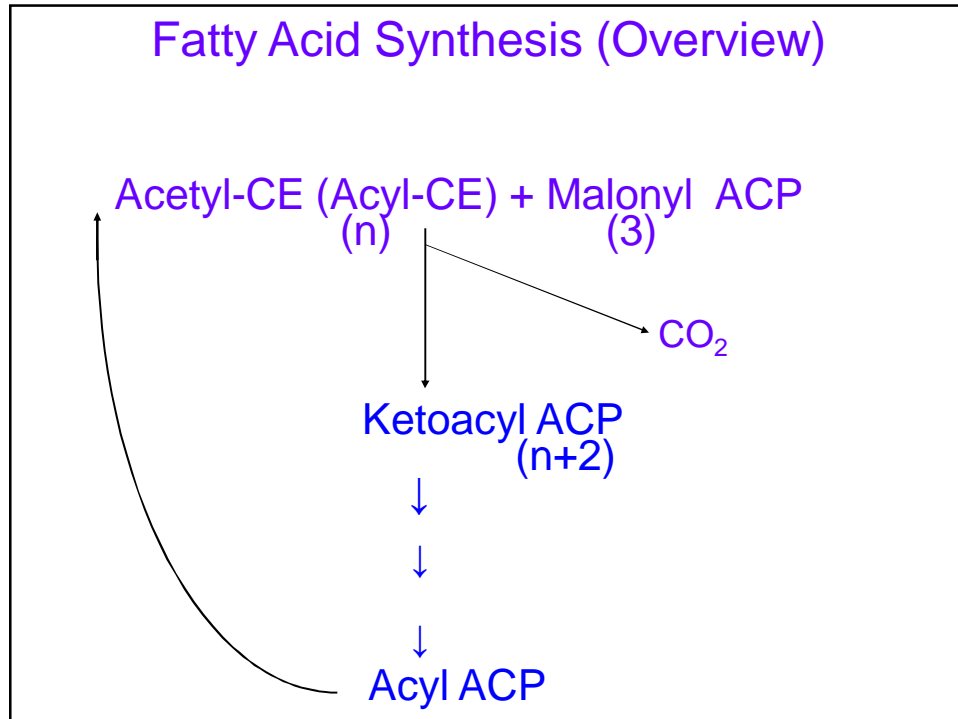 Fatty Acid Synthesis (Overview)
Acetyl-CE (Acyl-CE) + Malonyl ACP
(n) (3)
CO₂
Ketoacyl ACP
(n+2)
↓
↓
↓
Acyl ACP